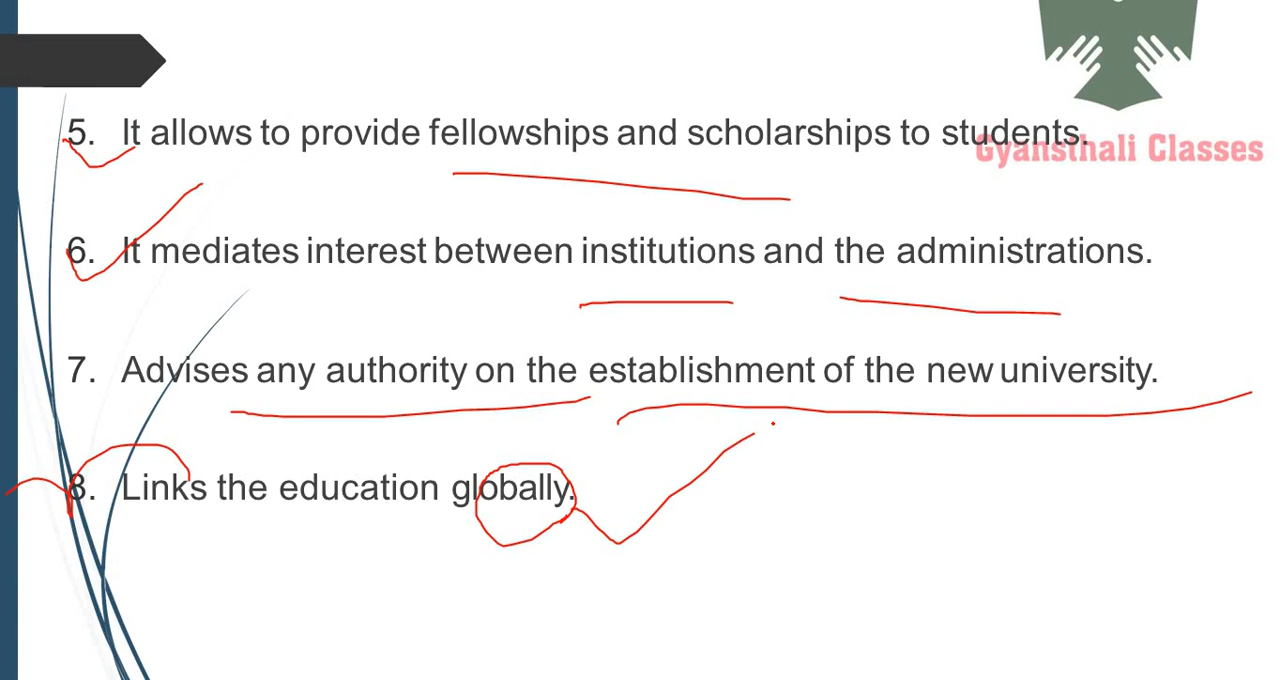 5. It allows to provide fellowships and scholarships to students.
Gyansthali Classes
6. It mediates interest between institutions and the administrations.
7. Advises any authority on the establishment of the new university.
8. Links the education globally.